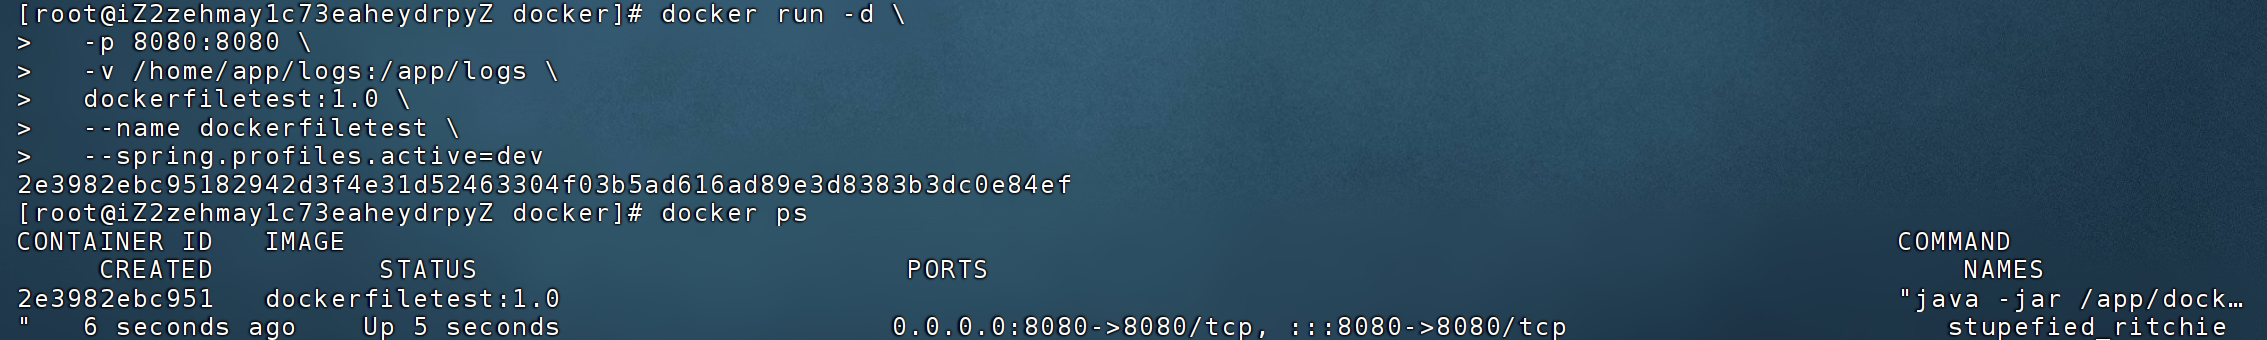 [root@iZ2zehmay1c73eaheydrpyZ docker]# docker run -d \
>   -p 8080:8080 \
>   -v /home/app/logs:/app/logs \
>   dockerfiletest:1.0 \
>   --name dockerfiletest \
>   --spring.profiles.active=dev
2e3982ebc95182942d3f4e31d52463304f03b5ad616ad89e3d8383b3dc0e84ef
[root@iZ2zehmay1c73eaheydrpyZ docker]# docker ps
CONTAINER ID   IMAGE   COMMAND
CREATED   STATUS   PORTS   NAMES
2e3982ebc951   dockerfiletest:1.0   "java -jar /app/dock…
"   6 seconds ago   Up 5 seconds   0.0.0.0:8080->8080/tcp, :::8080->8080/tcp   stupefied_ritchie